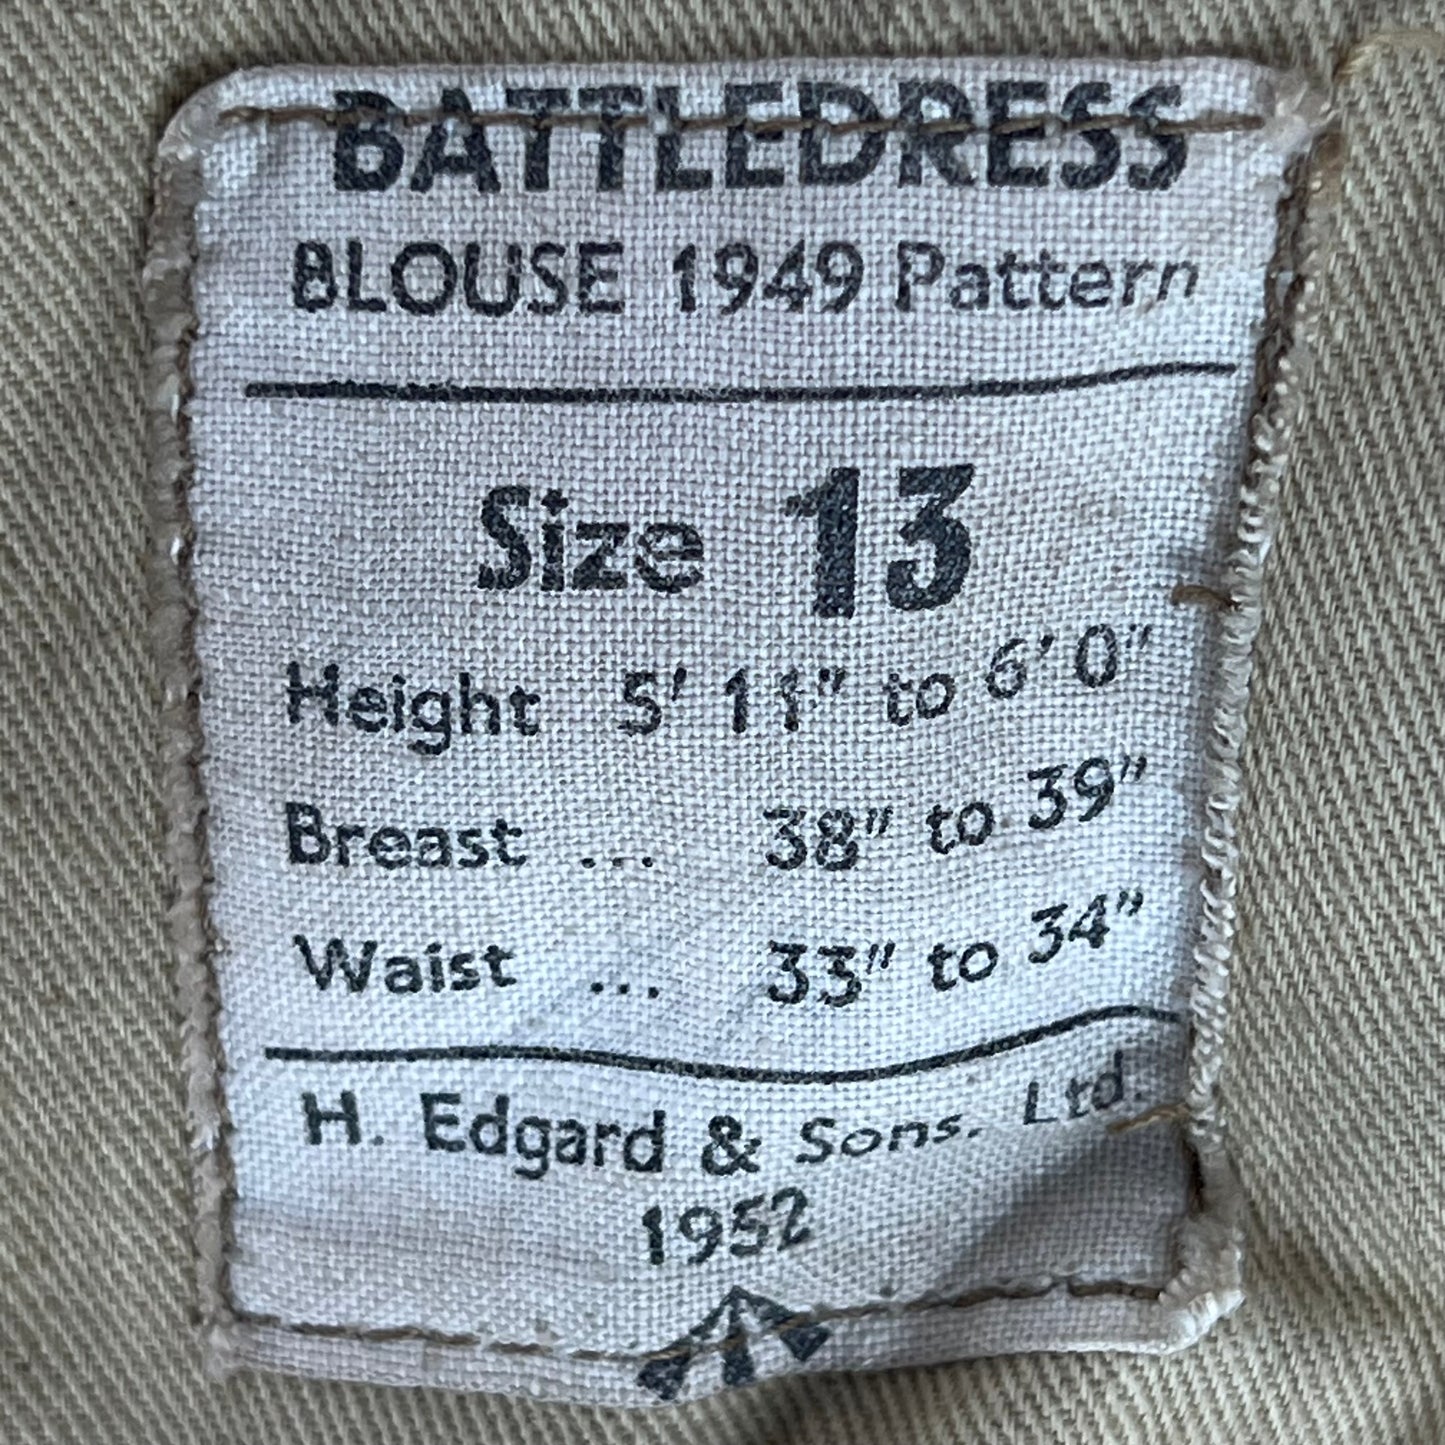 BATTLEDRESS
BLOUSE 1949 Pattern
Size 13
Height 5' 11" to 6' 0"
Breast ... 38" to 39"
Waist ... 33" to 34"
H. Edgard & Sons. Ltd.
1952